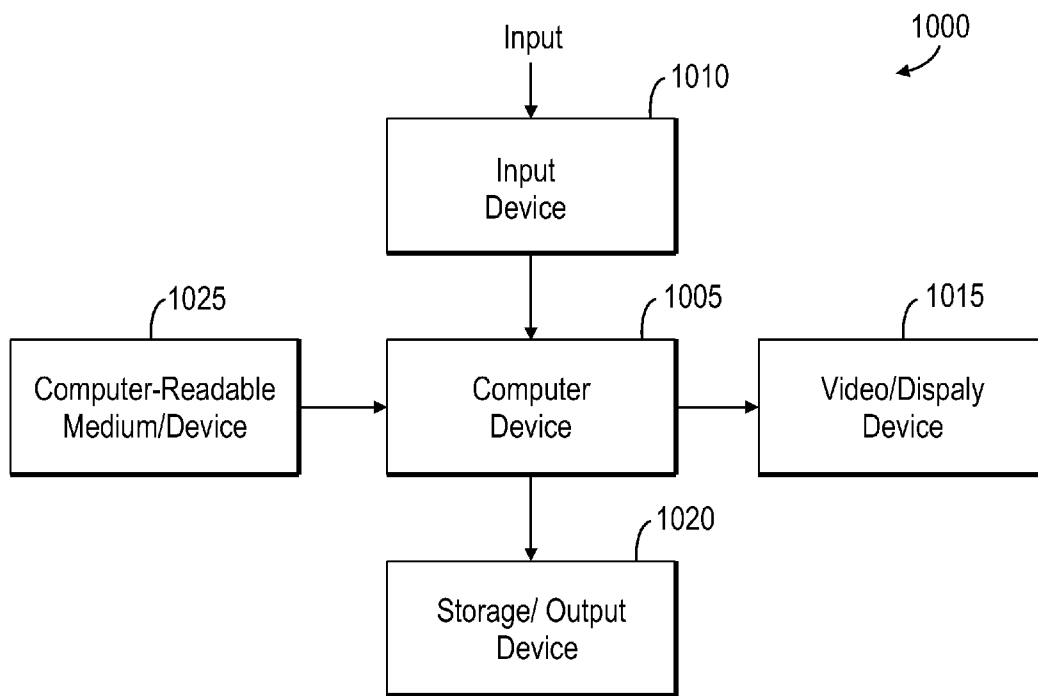 Input
1000
1010
Input
Device
1025
1005
1015
Computer-Readable
Medium/Device
Computer
Device
Video/Dispaly
Device
1020
Storage/ Output
Device